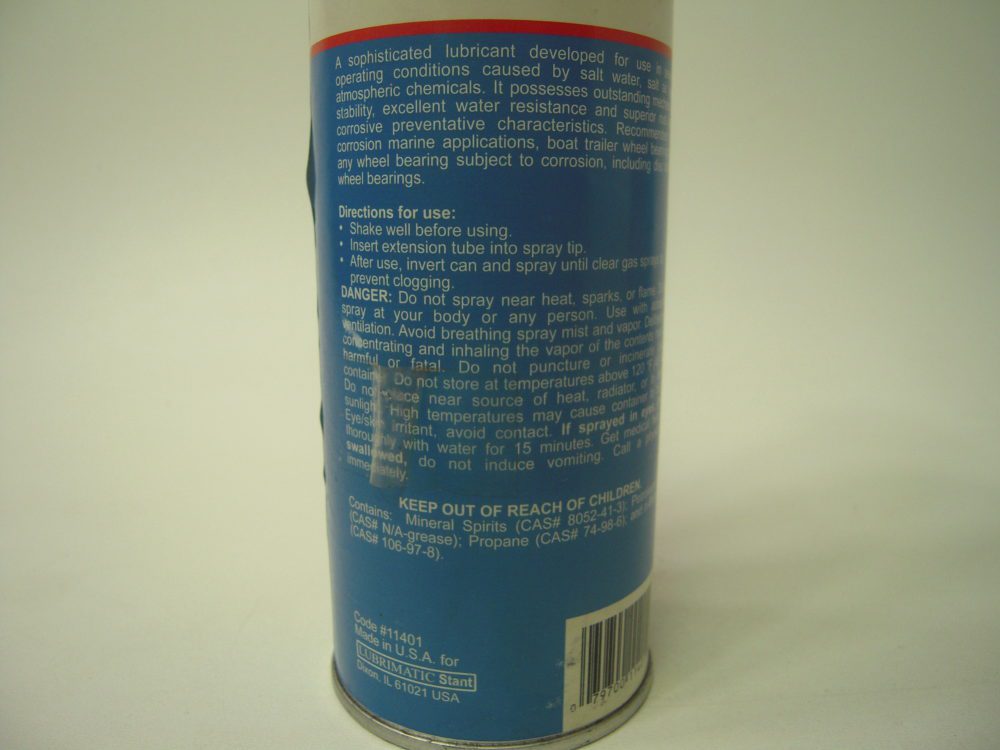 A sophisticated lubricant developed for use in
operating conditions caused by salt water, salt
atmospheric chemicals. It possesses outstanding
stability, excellent water resistance and superior
corrosive preventative characteristics. Recommended
corrosion marine applications, boat trailer wheel
any wheel bearing subject to corrosion, including
wheel bearings.
Directions for use:
• Shake well before using.
• Insert extension tube into spray tip.
• After use, invert can and spray until clear gas
prevent clogging.
DANGER: Do not spray near heat, sparks, or flame.
spray at your body or any person. Use with
ventilation. Avoid breathing spray mist and vapor.
concentrating and inhaling the vapor of the contents
harmful or fatal. Do not puncture or incinerate
container. Do not store at temperatures above 120 °F
Do not place near source of heat, radiator, or
sunlight. High temperatures may cause container
Eye/skin irritant, avoid contact. If sprayed in eyes,
thoroughly with water for 15 minutes. Get medical
swallowed, do not induce vomiting. Call a
immediately.
KEEP OUT OF REACH OF CHILDREN.
Contains: Mineral Spirits (CAS# 8052-41-3);
(CAS# N/A-grease); Propane (CAS# 74-98-6); and
(CAS# 106-97-8).
Code #11401
Made in U.S.A. for
LUBRIMATIC Stant
Dixon, IL 61021 USA